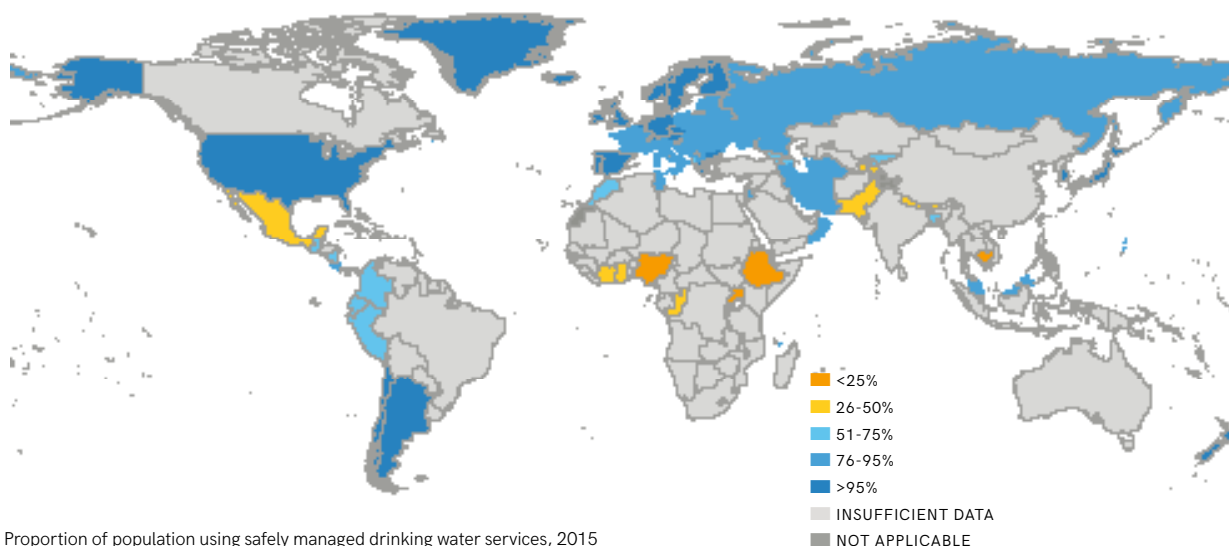 <25%
26-50%
51-75%
76-95%
>95%
INSUFFICIENT DATA
NOT APPLICABLE
Proportion of population using safely managed drinking water services, 2015